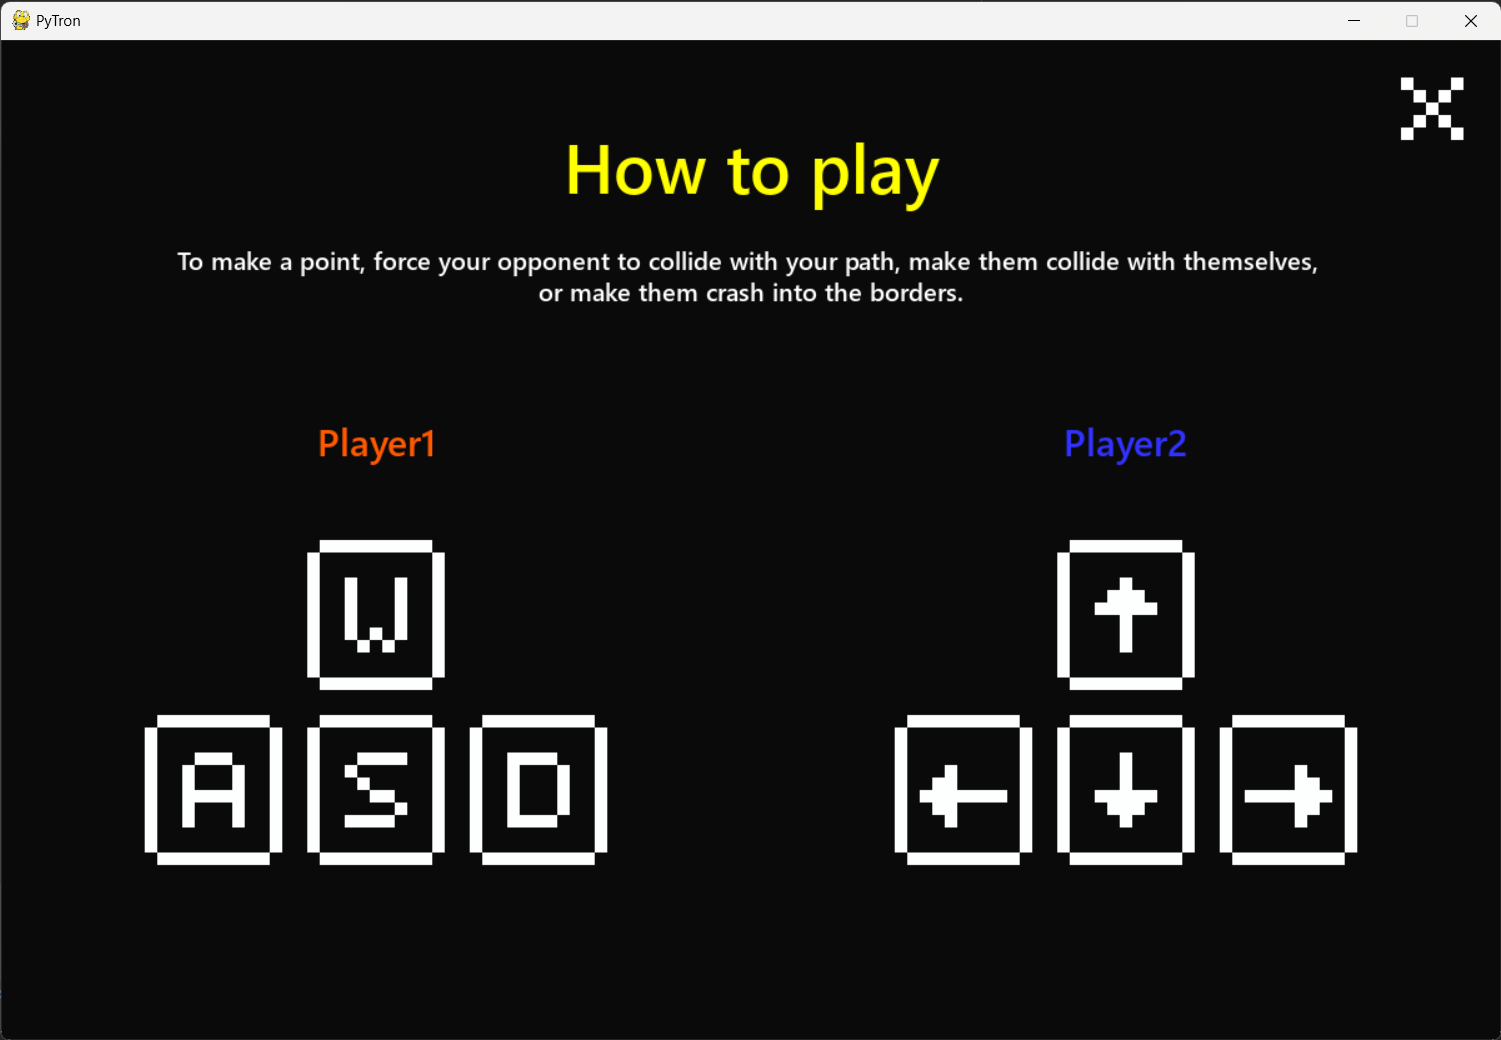 PyTron
How to play
To make a point, force your opponent to collide with your path, make them collide with themselves,
or make them crash into the borders.
Player1
Player2
W
A S D